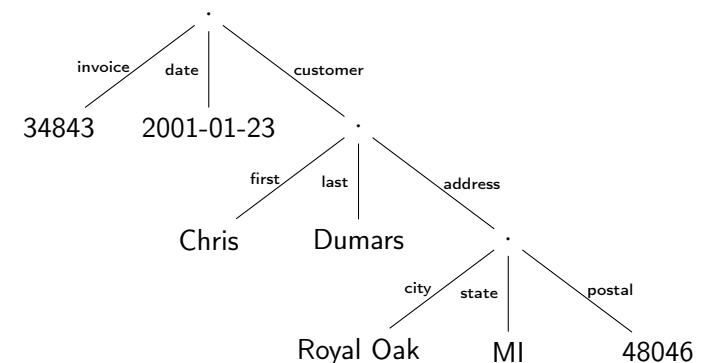 invoice date customer
34843 2001-01-23
first last address
Chris Dumars
city state postal
Royal Oak MI 48046